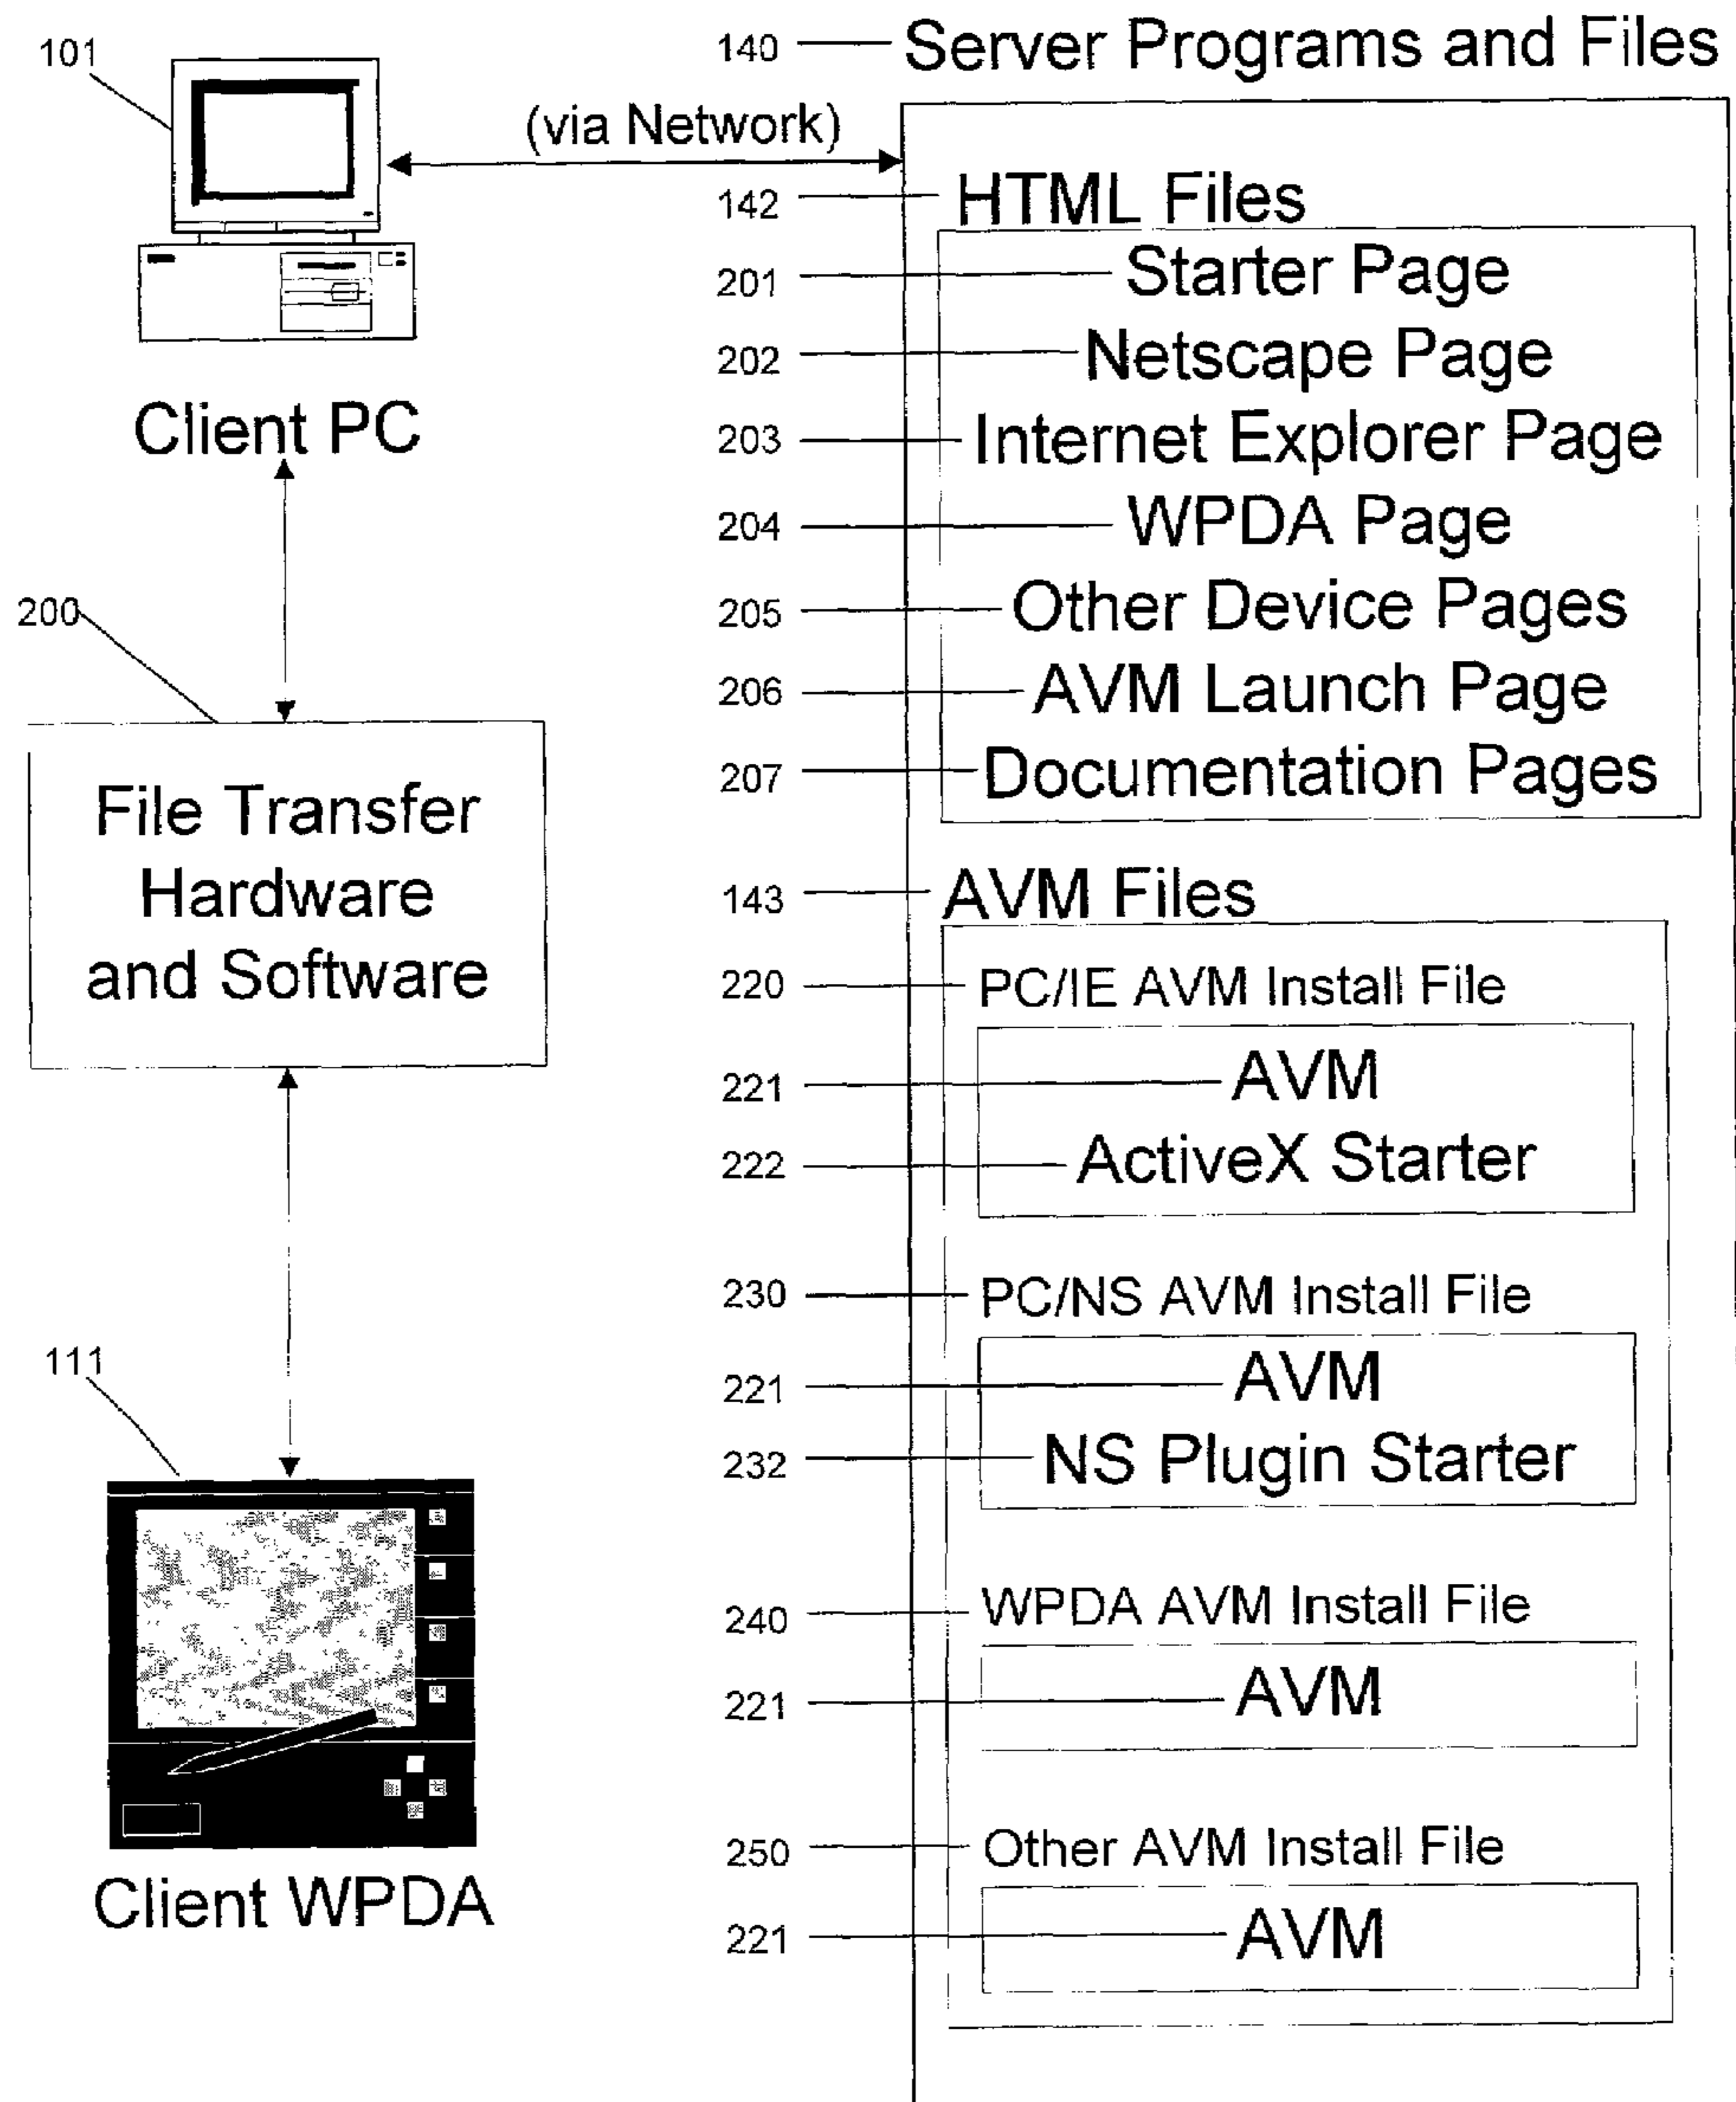 101
Client PC
200
File Transfer
Hardware
and Software
111
Client WPDA
(via Network)
140 Server Programs and Files
142 HTML Files
201 Starter Page
202 Netscape Page
203 Internet Explorer Page
204 WPDA Page
205 Other Device Pages
206 AVM Launch Page
207 Documentation Pages
143 AVM Files
220 PC/IE AVM Install File
221 AVM
222 ActiveX Starter
230 PC/NS AVM Install File
221 AVM
232 NS Plugin Starter
240 WPDA AVM Install File
221 AVM
250 Other AVM Install File
221 AVM